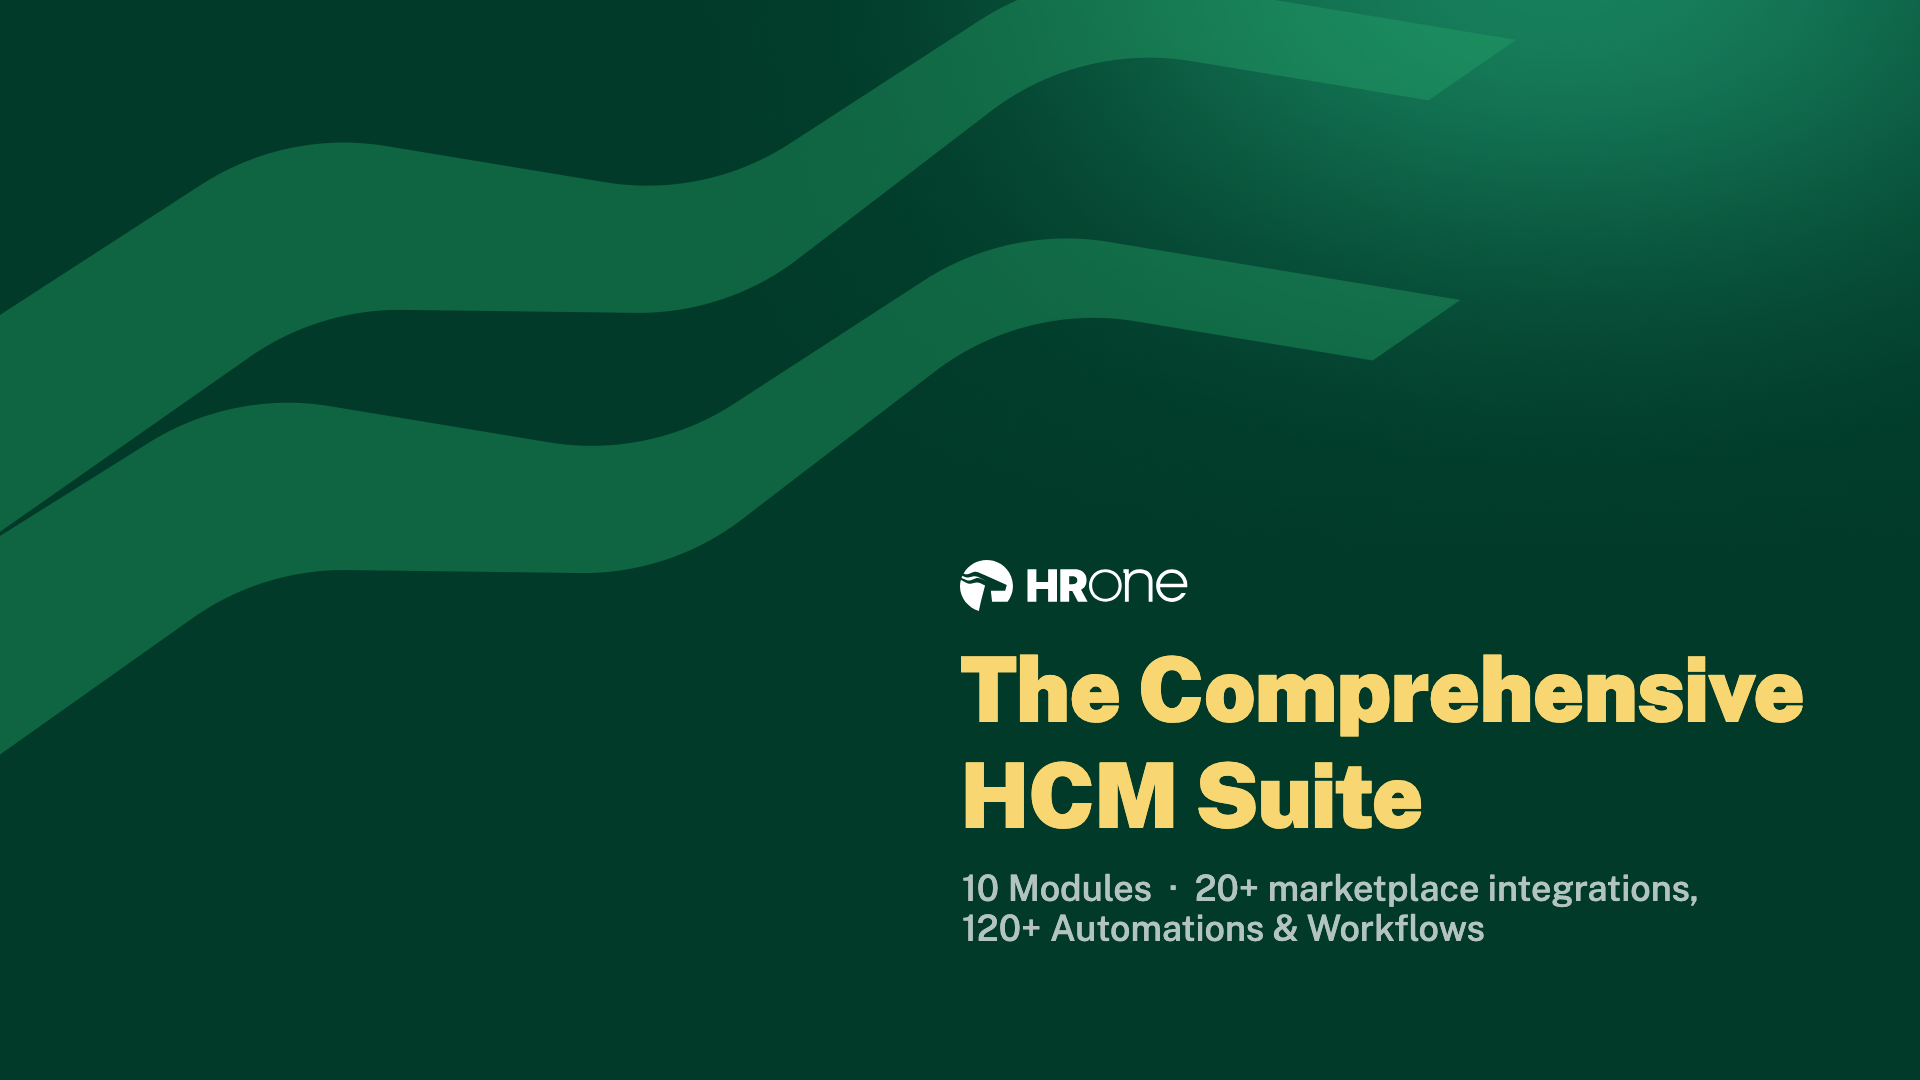 HRone
The Comprehensive
HCM Suite
10 Modules · 20+ marketplace integrations,
120+ Automations & Workflows